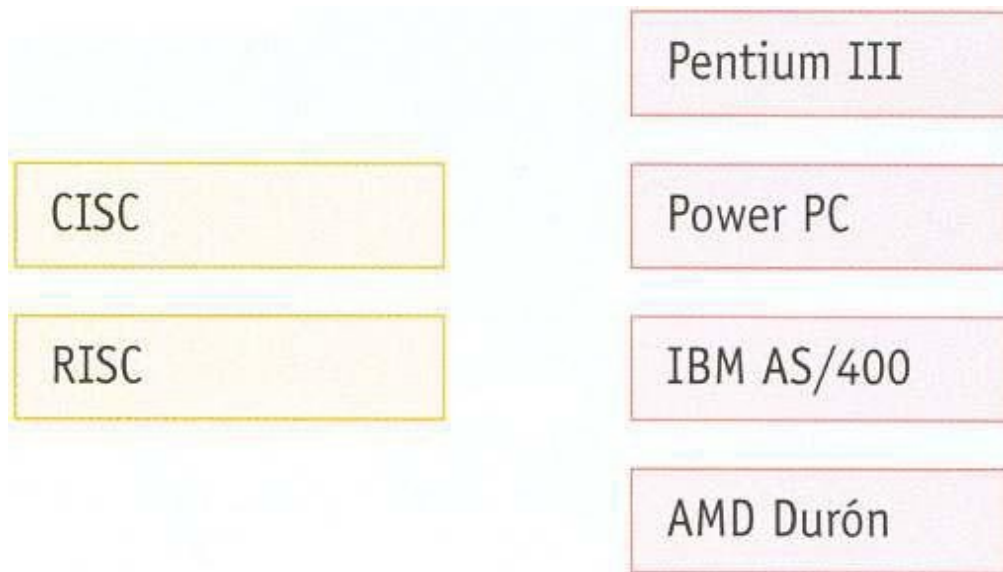 Pentium III
CISC
Power PC
RISC
IBM AS/400
AMD Durón